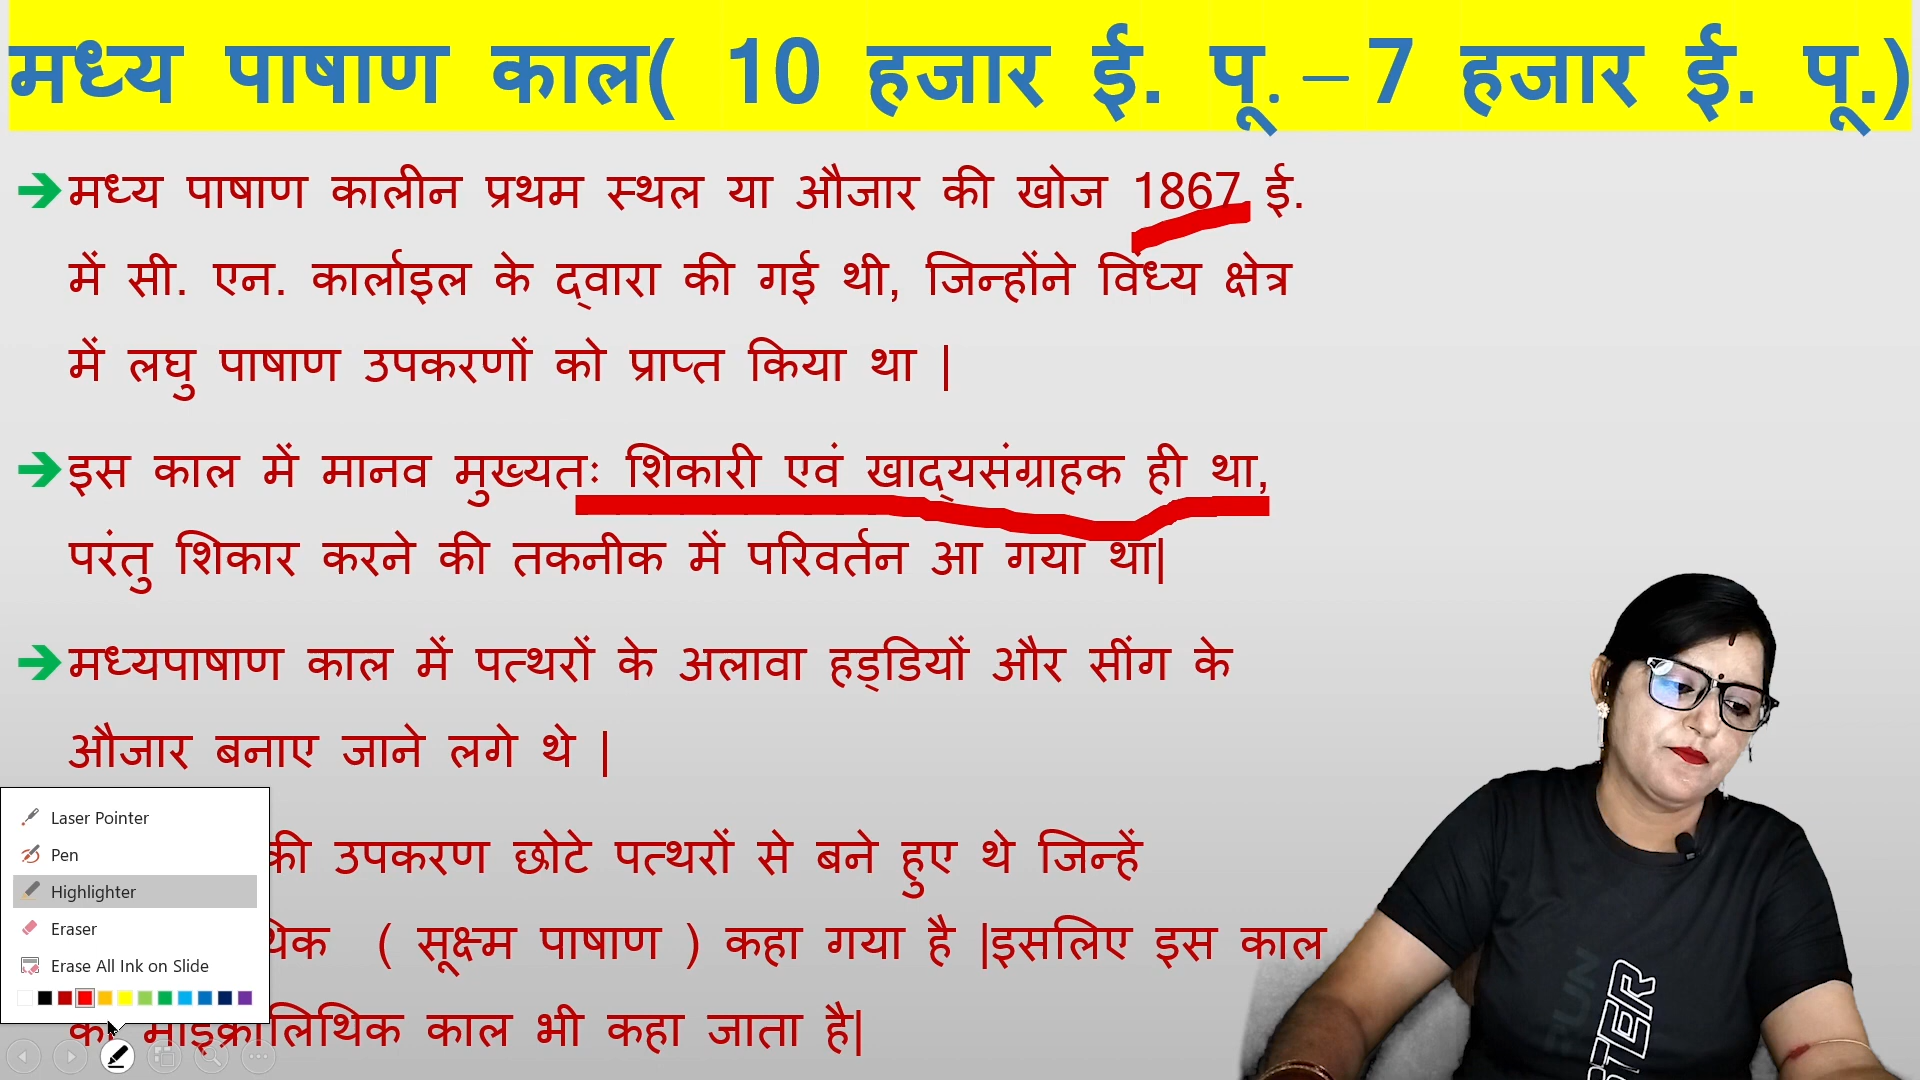 मध्य पाषाण काल( 10 हजार ई. पू. – 7 हजार ई. पू.)
मध्य पाषाण कालीन प्रथम स्थल या औजार की खोज 1867 ई.
में सी. एन. कार्लाइल के द्वारा की गई थी, जिन्होंने विंध्य क्षेत्र
में लघु पाषाण उपकरणों को प्राप्त किया था |
इस काल में मानव मुख्यतः शिकारी एवं खाद्यसंग्राहक ही था,
परंतु शिकार करने की तकनीक में परिवर्तन आ गया था|
मध्यपाषाण काल में पत्थरों के अलावा हड्डियों और सींग के
औजार बनाए जाने लगे थे |
की उपकरण छोटे पत्थरों से बने हुए थे जिन्हें
( सूक्ष्म पाषाण ) कहा गया है |इसलिए इस काल
को माइक्रोलिथिक काल भी कहा जाता है|
Laser Pointer
Pen
Highlighter
Eraser
Erase All Ink on Slide